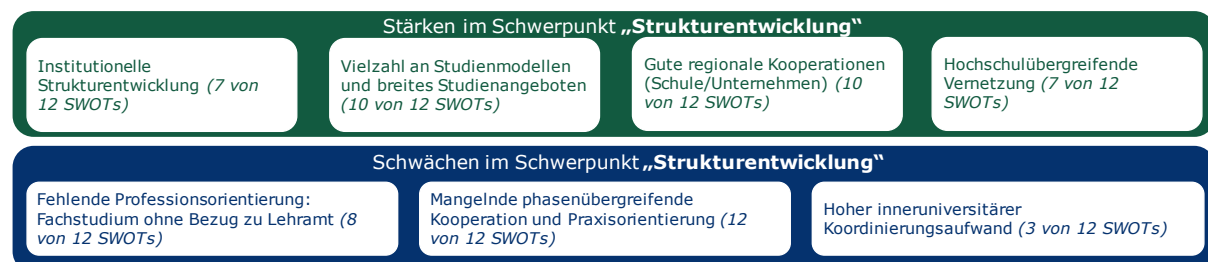 Stärken im Schwerpunkt „Strukturentwicklung“
Institutionelle
Strukturentwicklung (7 von
12 SWOTs)
Vielzahl an Studienmodellen
und breites Studienangeboten
(10 von 12 SWOTs)
Gute regionale Kooperationen
(Schule/Unternehmen) (10
von 12 SWOTs)
Hochschulübergreifende
Vernetzung (7 von 12
SWOTs)
Schwächen im Schwerpunkt „Strukturentwicklung“
Fehlende Professionsorientierung:
Fachstudium ohne Bezug zu Lehramt (8
von 12 SWOTs)
Mangelnde phasenübergreifende
Kooperation und Praxisorientierung (12
von 12 SWOTs)
Hoher inneruniversitärer
Koordinierungsaufwand (3 von 12 SWOTs)